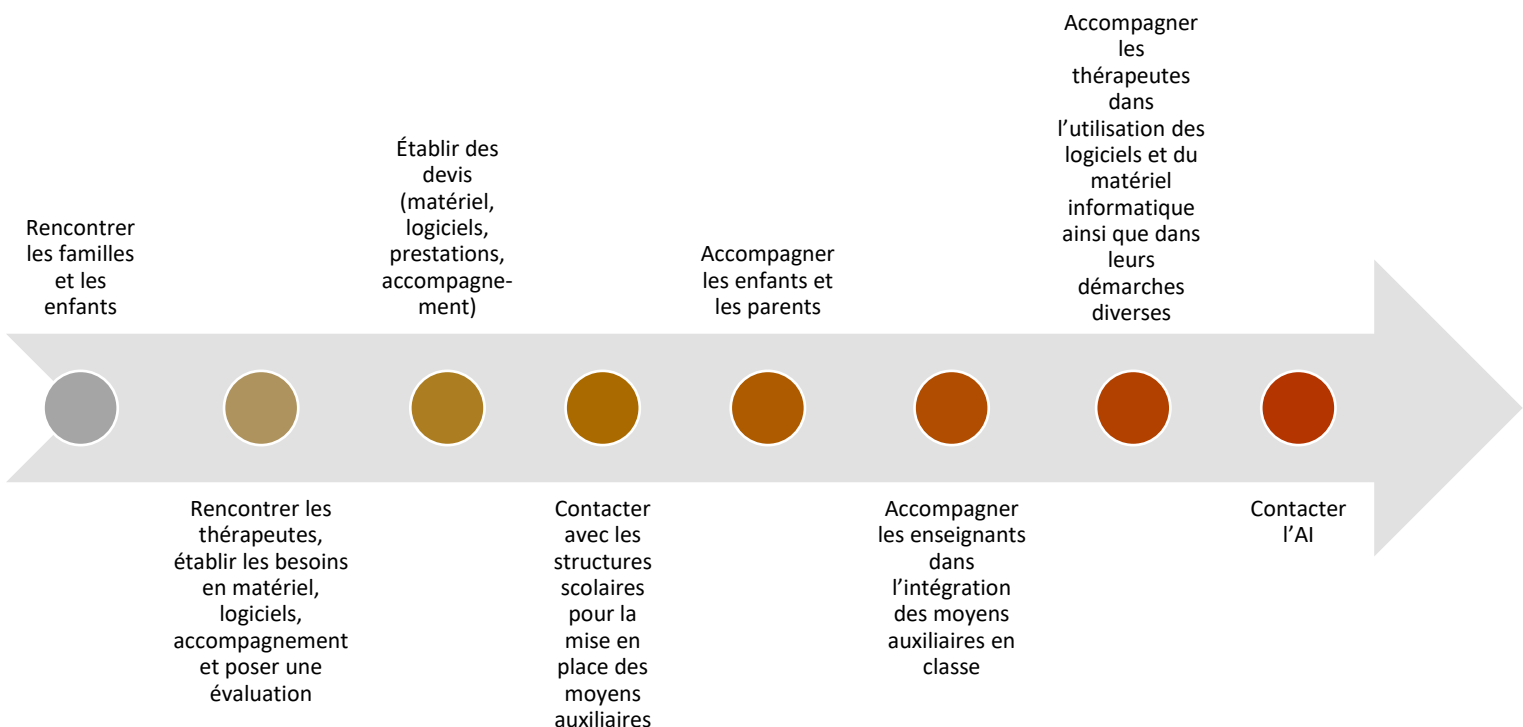 Rencontrer
les familles
et les
enfants
Rencontrer les
thérapeutes,
établir les besoins
en matériel,
logiciels,
accompagnement
et poser une
évaluation
Établir des
devis
(matériel,
logiciels,
prestations,
accompagne-
ment)
Contacter
avec les
structures
scolaires
pour la
mise en
place des
moyens
auxiliaires
Accompagner
les enfants et
les parents
Accompagner
les enseignants
dans
l’intégration
des moyens
auxiliaires en
classe
Accompagner
les
thérapeutes
dans
l’utilisation des
logiciels et du
matériel
informatique
ainsi que dans
leurs
démarches
diverses
Contacter
l’AI